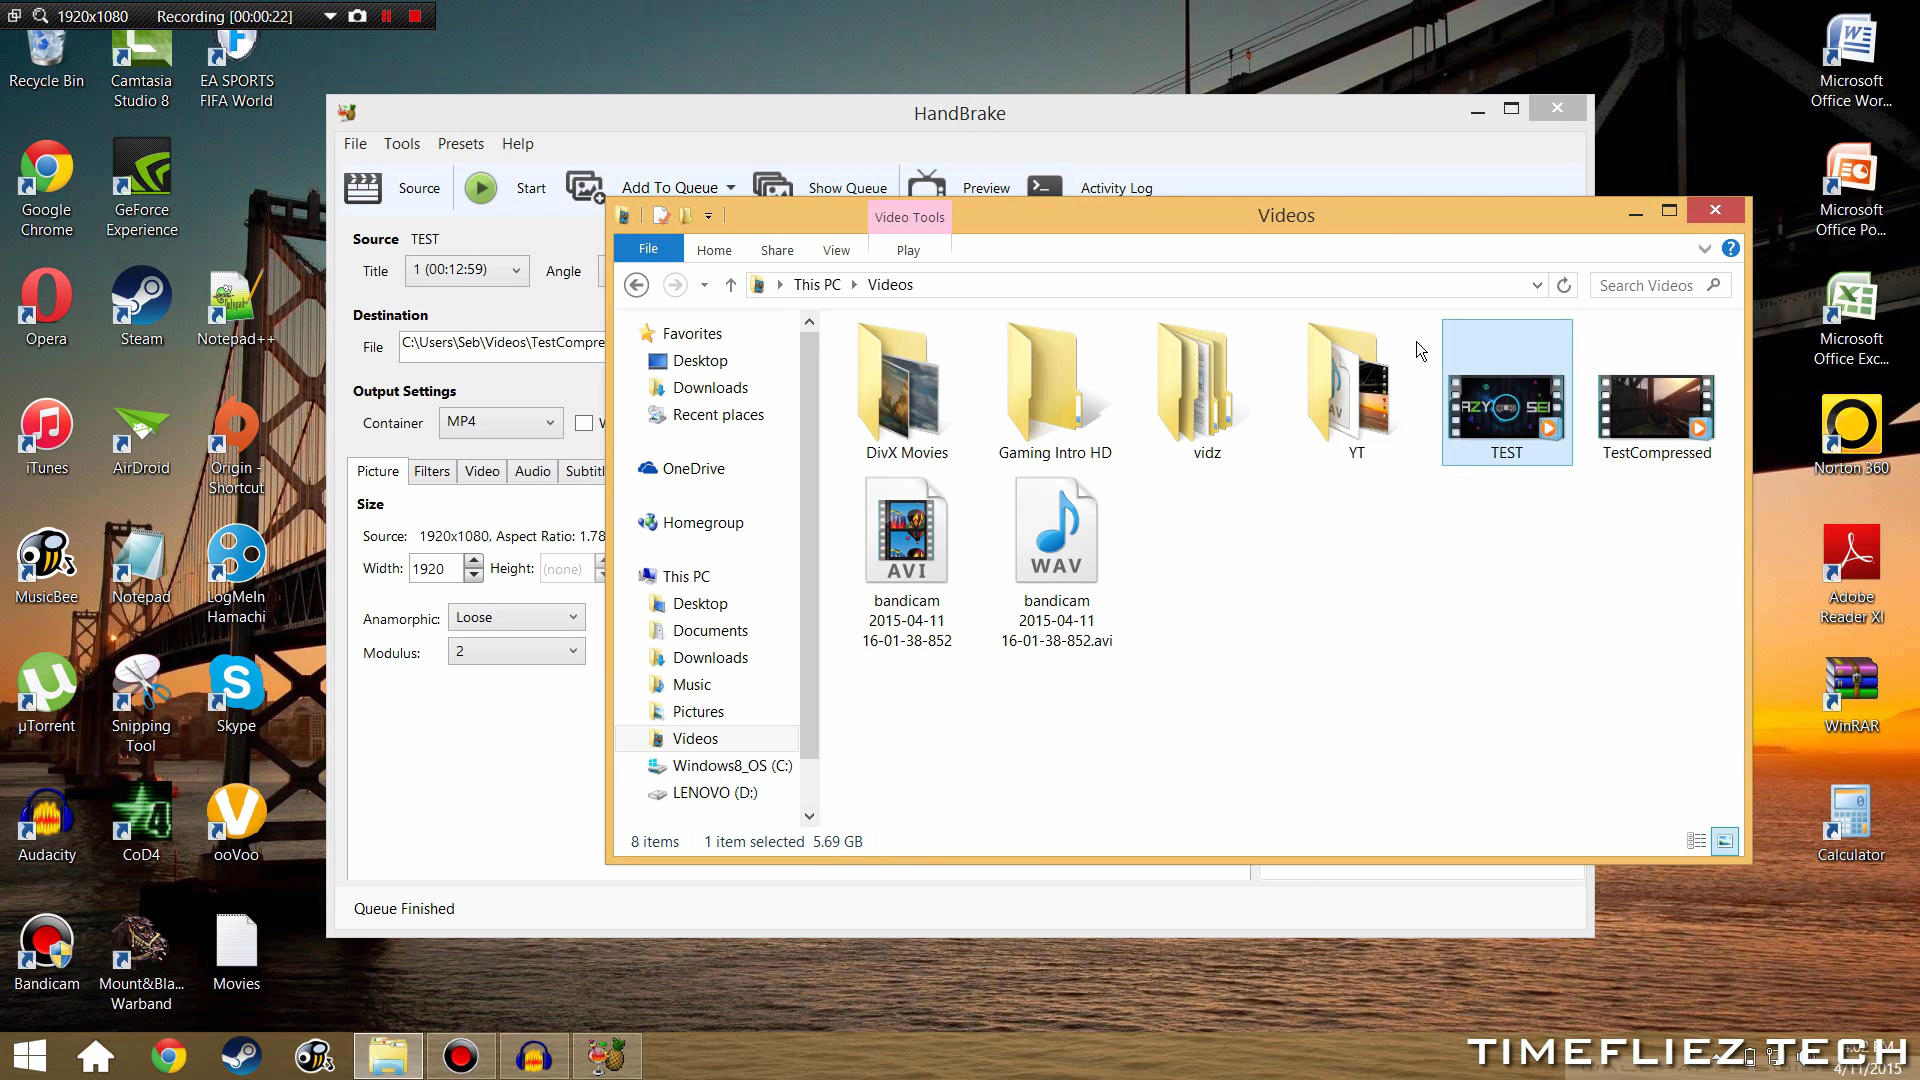 1920x1080 Recording [00:00:22]
Recycle Bin
Camtasia
Studio 8
EA SPORTS
FIFA World
Google
Chrome
GeForce
Experience
Opera
Steam
Notepad++
iTunes
AirDroid
Origin -
Shortcut
MusicBee
Notepad
LogMeIn
Hamachi
µTorrent
Snipping
Tool
Skype
Audacity
CoD4
ooVoo
Bandicam
Mount&Bla...
Warband
Movies
HandBrake
File Tools Presets Help
Source Start Add To Queue Show Queue Preview Activity Log
Source TEST
Title 1 (00:12:59) Angle
Destination
File C:\Users\Seb\Videos\TestCompre
Output Settings
Container MP4
Picture Filters Video Audio Subtitl
Size
Source: 1920x1080, Aspect Ratio: 1.78
Width: 1920 Height: (none)
Anamorphic: Loose
Modulus: 2
Queue Finished
Video Tools Videos
File Home Share View Play
This PC Videos Search Videos
Favorites
Desktop
Downloads
Recent places
OneDrive
Homegroup
This PC
Desktop
Documents
Downloads
Music
Pictures
Videos
Windows8_OS (C:)
LENOVO (D:)
DivX Movies
Gaming Intro HD
vidz
YT
AV
AZY SEI
TEST
TestCompressed
AVI
bandicam
2015-04-11
16-01-38-852
WAV
bandicam
2015-04-11
16-01-38-852.avi
8 items 1 item selected 5.69 GB
Microsoft
Office Wor...
Microsoft
Office Po...
Microsoft
Office Exc...
Norton 360
Adobe
Reader XI
WinRAR
Calculator
TIMEFLIEZ TECH
4/11/2015